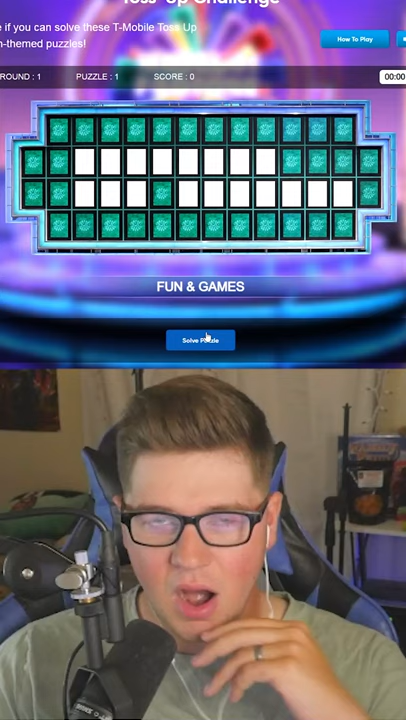 Toss-Up Challenge
e if you can solve these T-Mobile Toss Up
n-themed puzzles!
How To Play
ROUND : 1
PUZZLE : 1
SCORE : 0
00:00
FUN & GAMES
Solve Puzzle